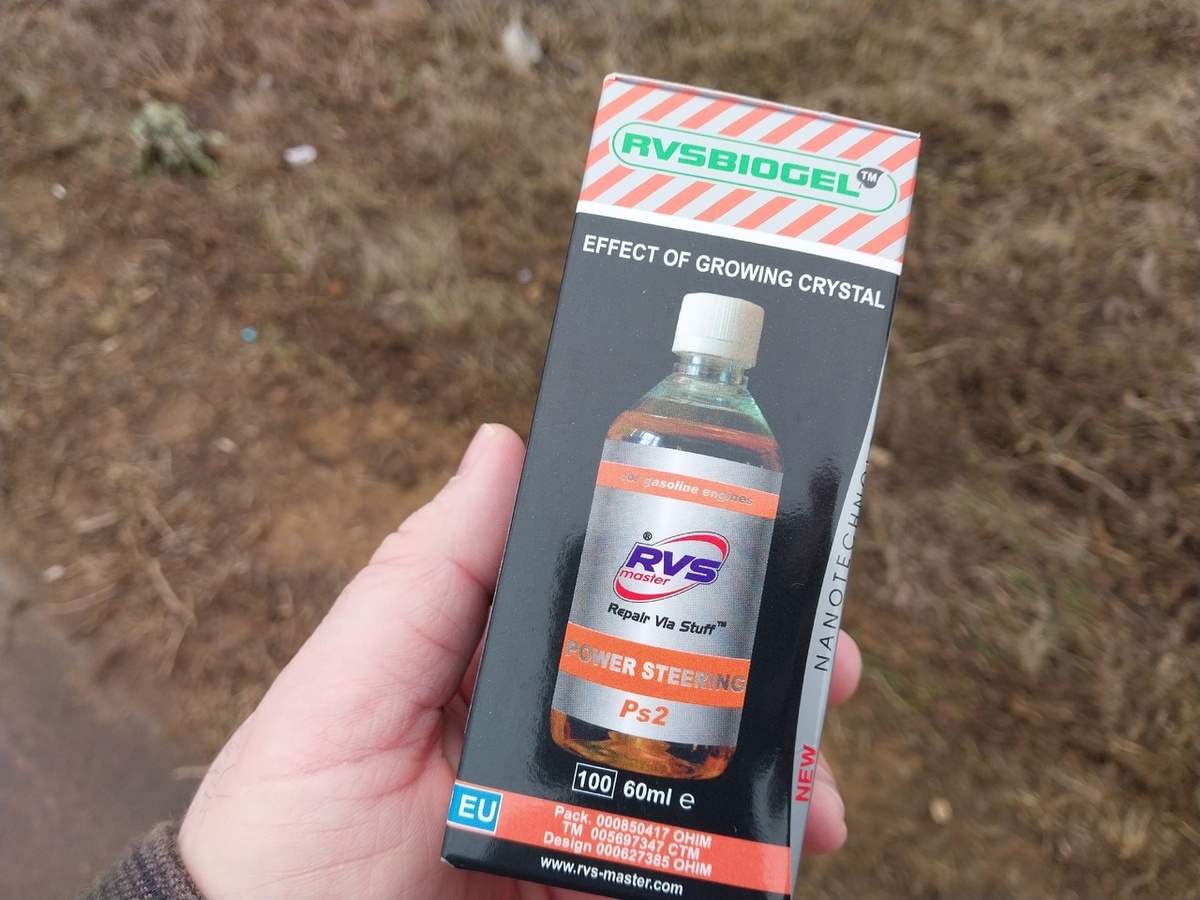 RVSBIOGEL™
EFFECT OF GROWING CRYSTAL
for gasoline engines
®
RVS
master
Repair Via Stuff™
POWER STEERING
Ps2
100 60ml e
EU
Pack. 000850417 OHIM
TM 005697347 CTM
Design 000627385 OHIM
www.rvs-master.com
NEW